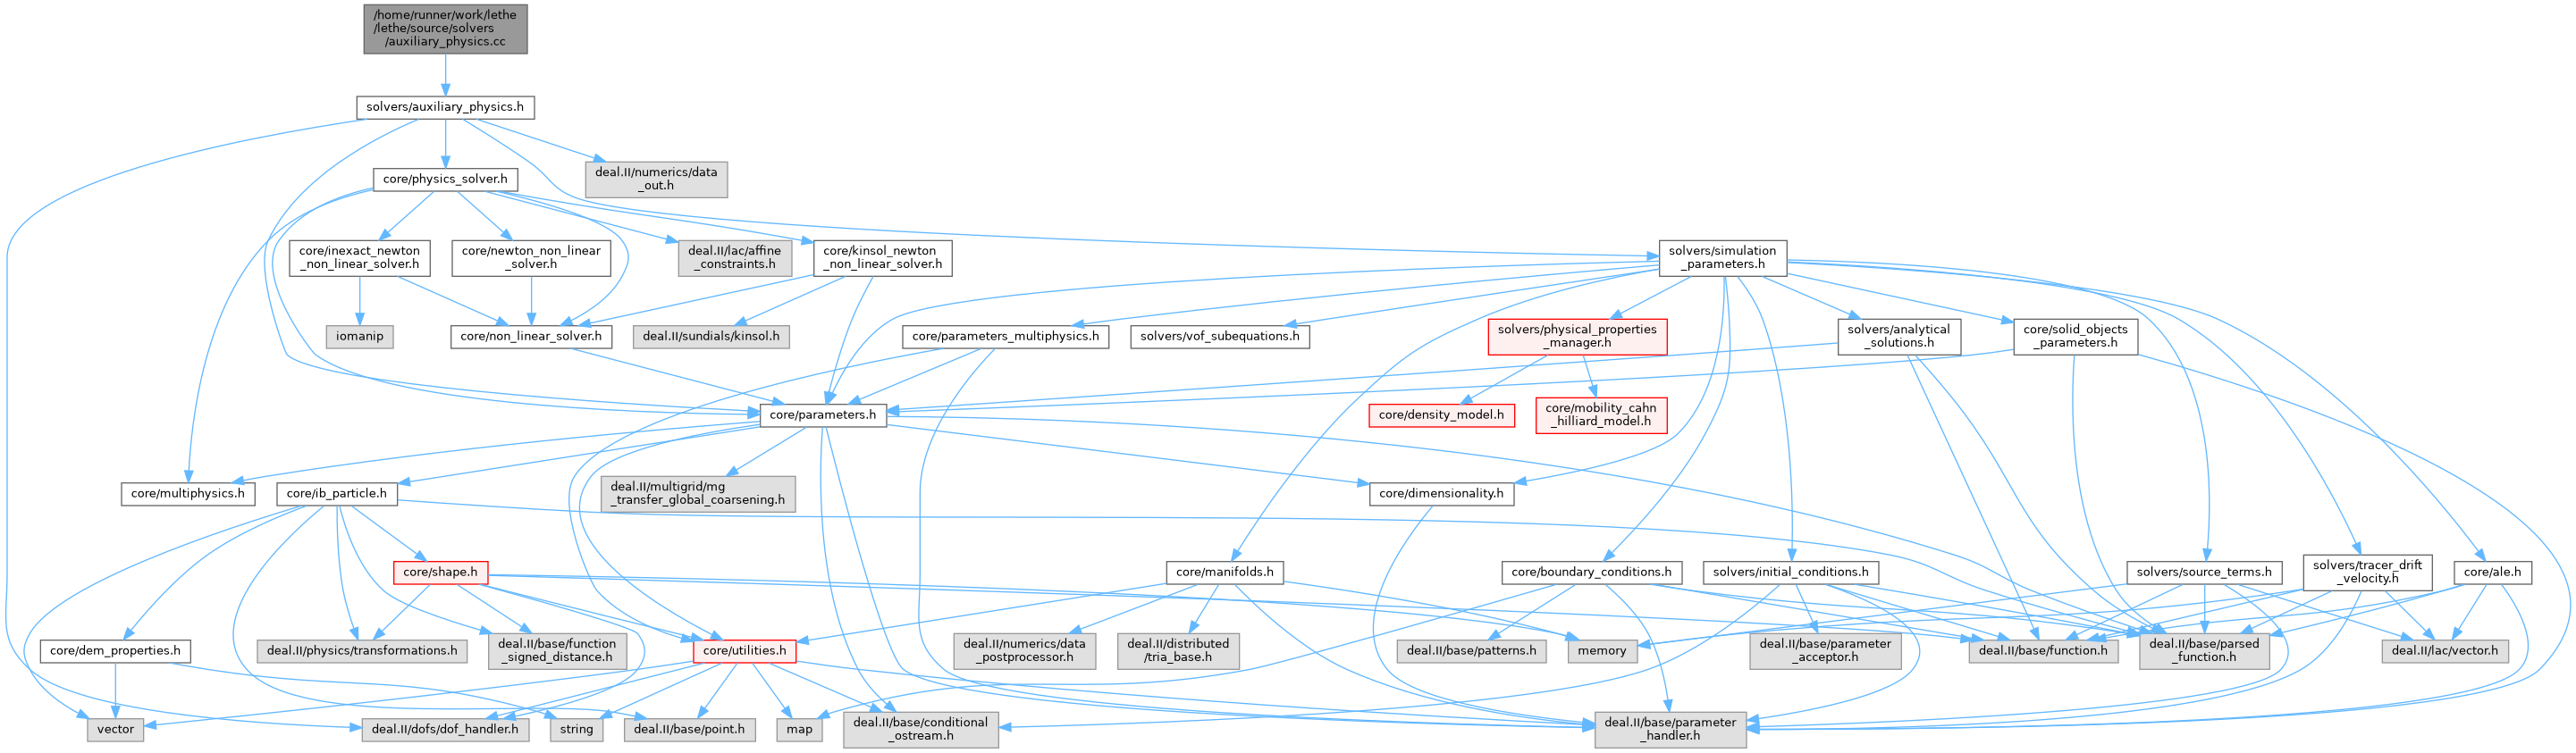 /home/runner/work/lethe
/lethe/source/solvers
/auxiliary_physics.cc
solvers/auxiliary_physics.h
core/physics_solver.h
deal.II/numerics/data
_out.h
core/inexact_newton
_non_linear_solver.h
core/newton_non_linear
_solver.h
deal.II/lac/affine
_constraints.h
core/kinsol_newton
_non_linear_solver.h
solvers/simulation
_parameters.h
iomanip
core/non_linear_solver.h
deal.II/sundials/kinsol.h
core/parameters_multiphysics.h
solvers/vof_subequations.h
solvers/physical_properties
_manager.h
solvers/analytical
_solutions.h
core/solid_objects
_parameters.h
core/parameters.h
core/density_model.h
core/mobility_cahn
_hilliard_model.h
core/multiphysics.h
core/ib_particle.h
deal.II/multigrid/mg
_transfer_global_coarsening.h
core/dimensionality.h
core/shape.h
core/manifolds.h
core/boundary_conditions.h
solvers/initial_conditions.h
solvers/source_terms.h
solvers/tracer_drift
_velocity.h
core/ale.h
core/dem_properties.h
deal.II/physics/transformations.h
deal.II/base/function
_signed_distance.h
core/utilities.h
deal.II/numerics/data
_postprocessor.h
deal.II/distributed
/tria_base.h
deal.II/base/patterns.h
memory
deal.II/base/parameter
_acceptor.h
deal.II/base/function.h
deal.II/base/parsed
_function.h
deal.II/lac/vector.h
vector
deal.II/dofs/dof_handler.h
string
deal.II/base/point.h
map
deal.II/base/conditional
_ostream.h
deal.II/base/parameter
_handler.h